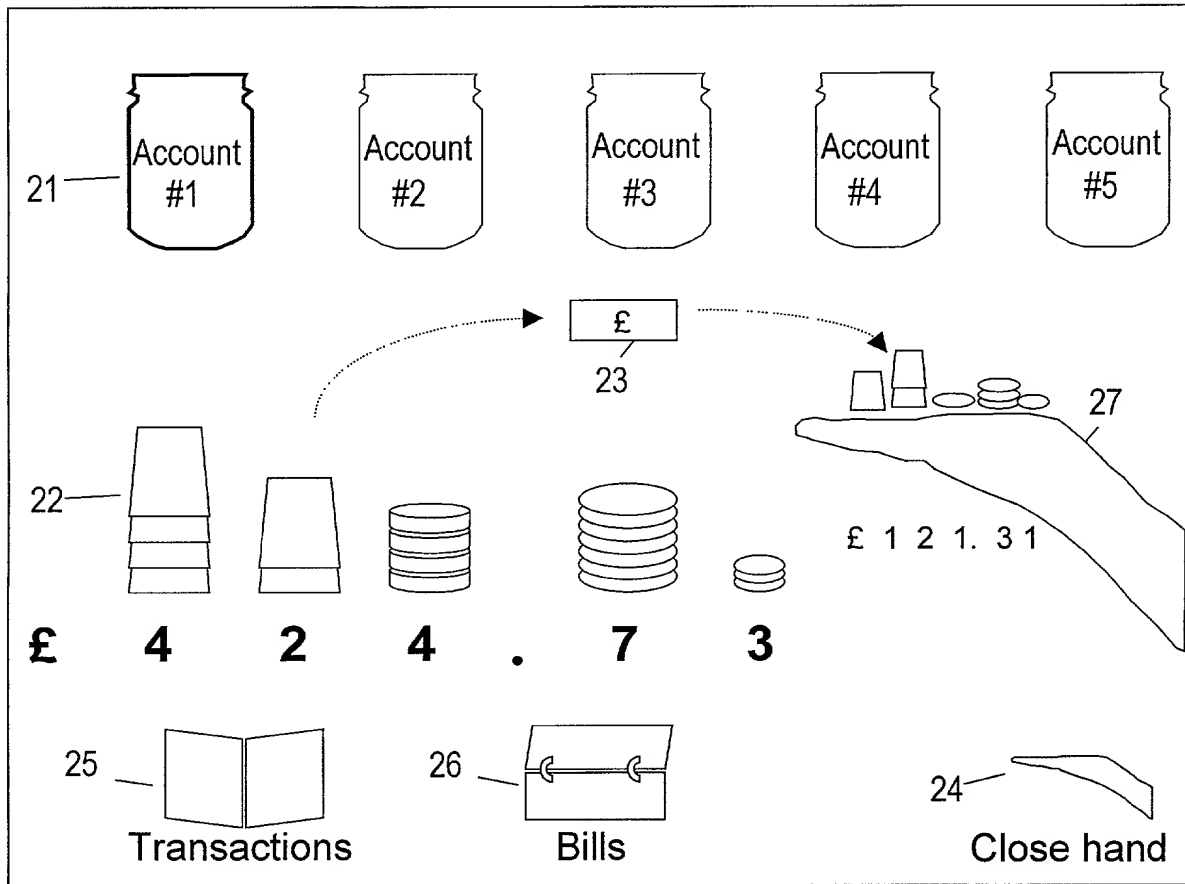 Account #1
Account #2
Account #3
Account #4
Account #5
21
£
23
27
22
£ 1 2 1. 3 1
£ 4 2 4 . 7 3
25
26
24
Transactions
Bills
Close hand